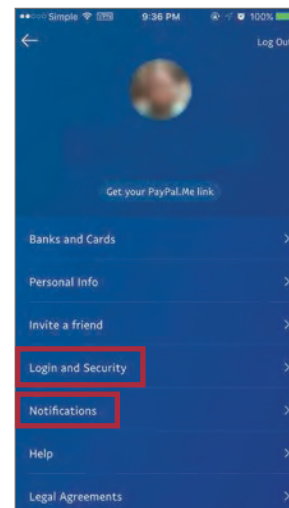 Simple VPN 9:36 PM 100%
Log Out
Get your PayPal.Me link
Banks and Cards
Personal Info
Invite a friend
Login and Security
Notifications
Help
Legal Agreements